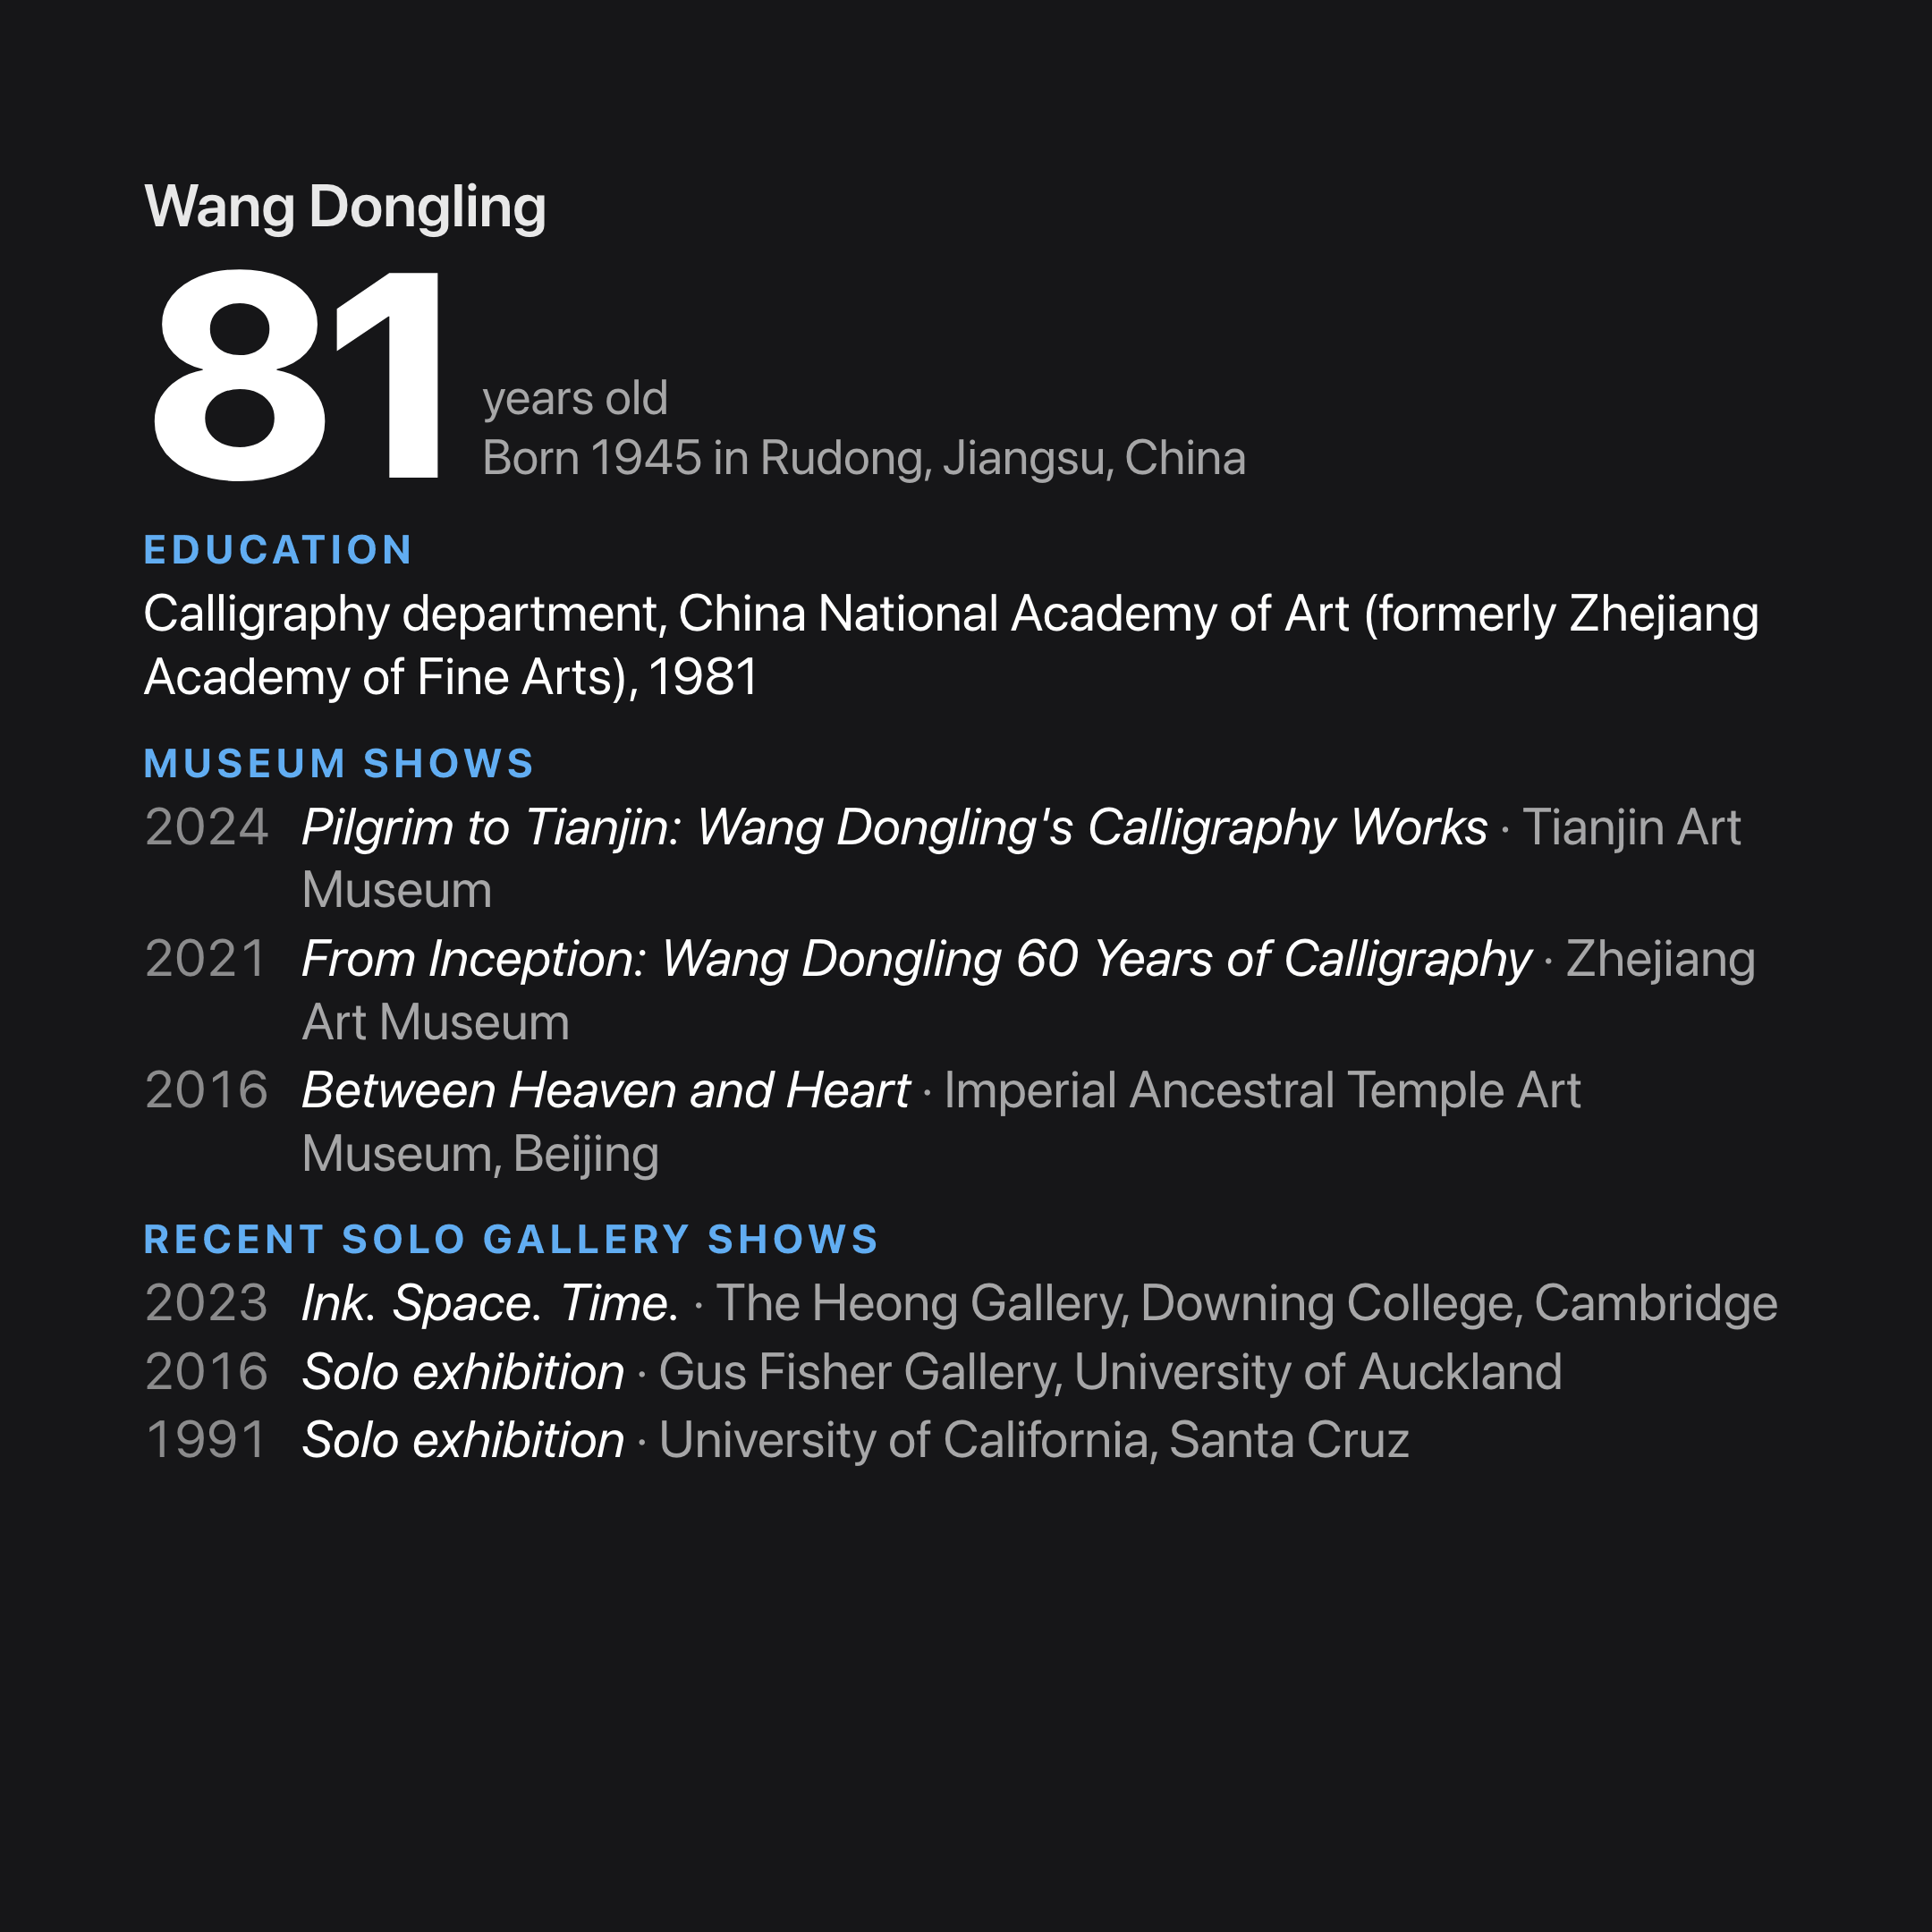 Wang Dongling
81
years old
Born 1945 in Rudong, Jiangsu, China
EDUCATION
Calligraphy department, China National Academy of Art (formerly Zhejiang
Academy of Fine Arts), 1981
MUSEUM SHOWS
2024 Pilgrim to Tianjin: Wang Dongling's Calligraphy Works · Tianjin Art
Museum
2021 From Inception: Wang Dongling 60 Years of Calligraphy · Zhejiang
Art Museum
2016 Between Heaven and Heart · Imperial Ancestral Temple Art
Museum, Beijing
RECENT SOLO GALLERY SHOWS
2023 Ink. Space. Time. · The Heong Gallery, Downing College, Cambridge
2016 Solo exhibition · Gus Fisher Gallery, University of Auckland
1991 Solo exhibition · University of California, Santa Cruz